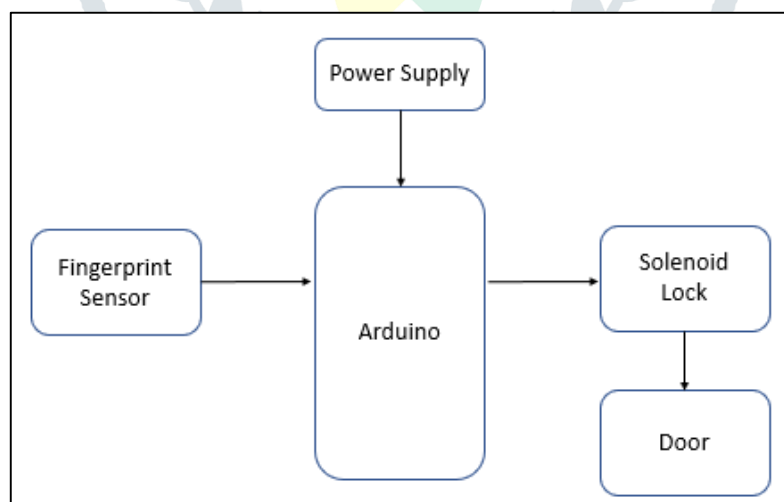 Power Supply
Fingerprint
Sensor
Arduino
Solenoid
Lock
Door